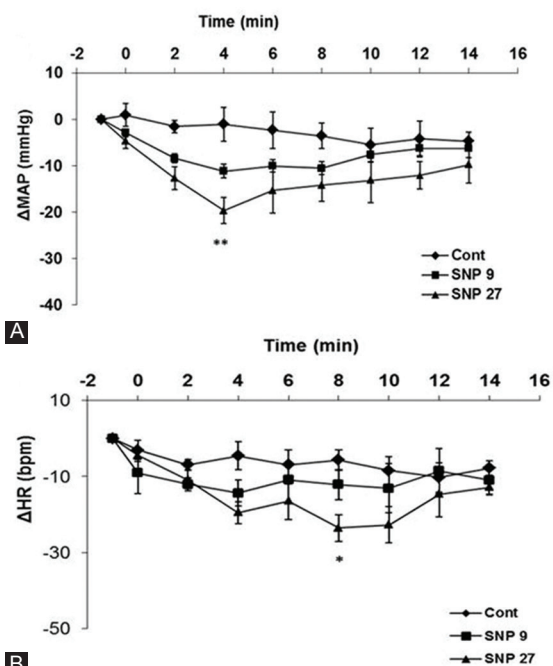 Time (min)
-2 0 2 4 6 8 10 12 14 16
10
0
-10
-20
-30
-40
ΔMAP (mmHg)
**
Cont
SNP 9
SNP 27
A
Time (min)
-2 0 2 4 6 8 10 12 14 16
10
-10
-30
-50
ΔHR (bpm)
*
Cont
SNP 9
SNP 27
B